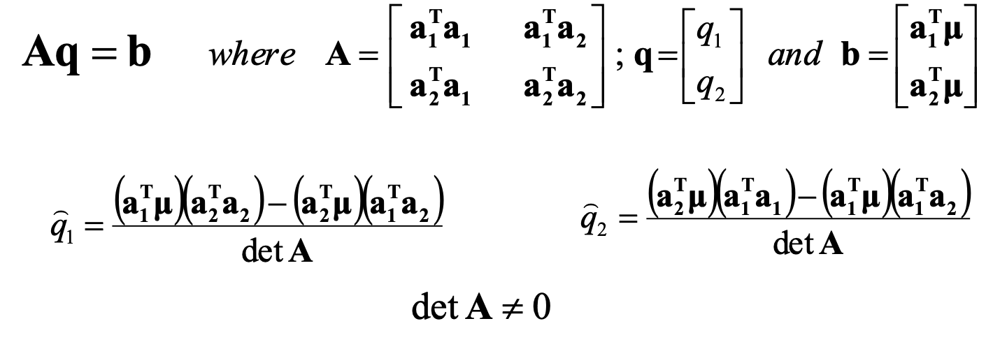 𝐀𝐪 = 𝐛 where 𝐀 = [𝐚₁ᵀ𝐚₁ 𝐚₁ᵀ𝐚₂; 𝐚₂ᵀ𝐚₁ 𝐚₂ᵀ𝐚₂] ; 𝐪 = [q₁; q₂] and 𝐛 = [𝐚₁ᵀ𝛍; 𝐚₂ᵀ𝛍]
q̂₁ = ((𝐚₁ᵀ𝛍)(𝐚₂ᵀ𝐚₂) − (𝐚₂ᵀ𝛍)(𝐚₁ᵀ𝐚₂)) / det 𝐀 q̂₂ = ((𝐚₂ᵀ𝛍)(𝐚₁ᵀ𝐚₁) − (𝐚₁ᵀ𝛍)(𝐚₁ᵀ𝐚₂)) / det 𝐀
det 𝐀 ≠ 0